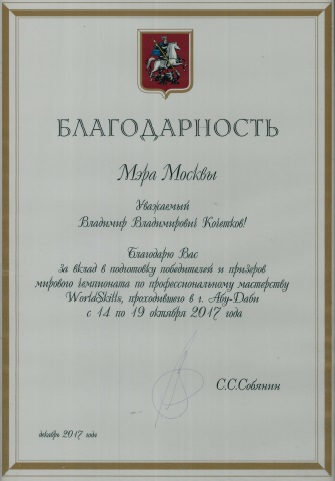 БЛАГОДАРНОСТЬ
Мэра Москвы
Уважаемый
Владимир Владимирович Кочетков!
Благодарю Вас
за вклад в подготовку победителей и призеров
мирового чемпионата по профессиональному мастерству
WorldSkills, проходившего в г. Абу-Даби
с 14 по 19 октября 2017 года
С.С.Собянин
декабрь 2017 года